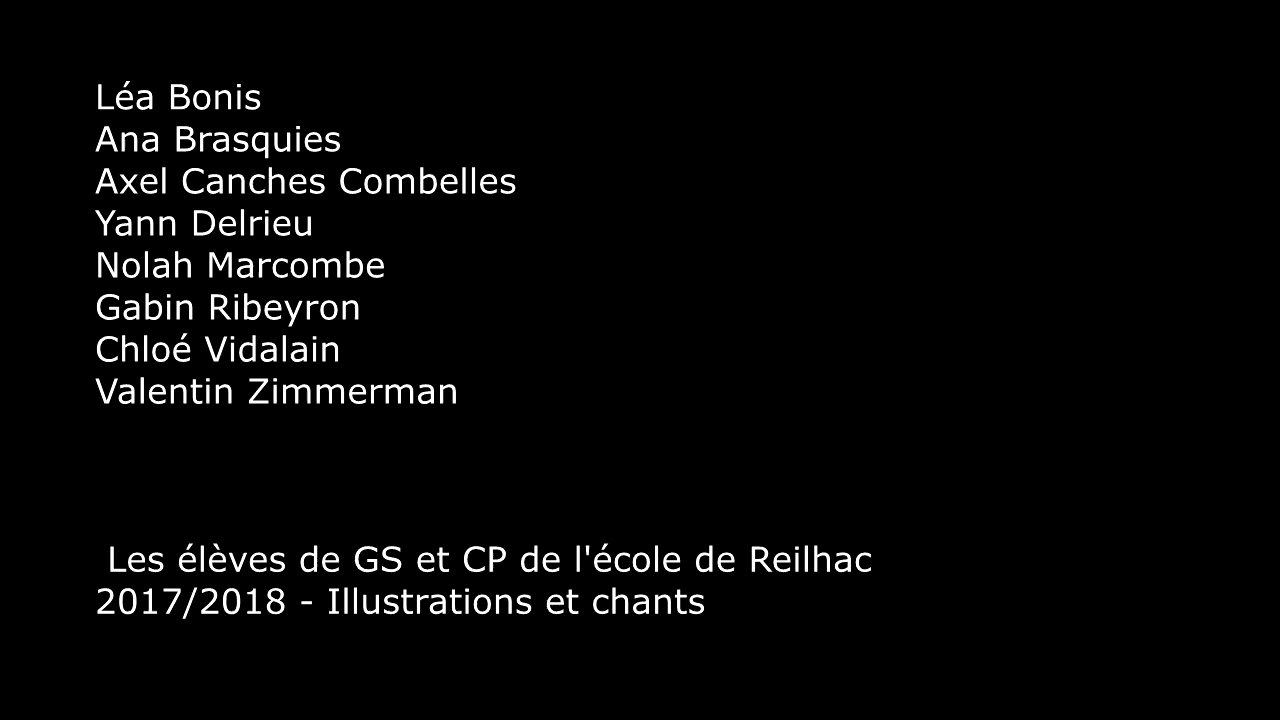 Léa Bonis
Ana Brasquies
Axel Canches Combelles
Yann Delrieu
Nolah Marcombe
Gabin Ribeyron
Chloé Vidalain
Valentin Zimmerman
Les élèves de GS et CP de l'école de Reilhac
2017/2018 - Illustrations et chants